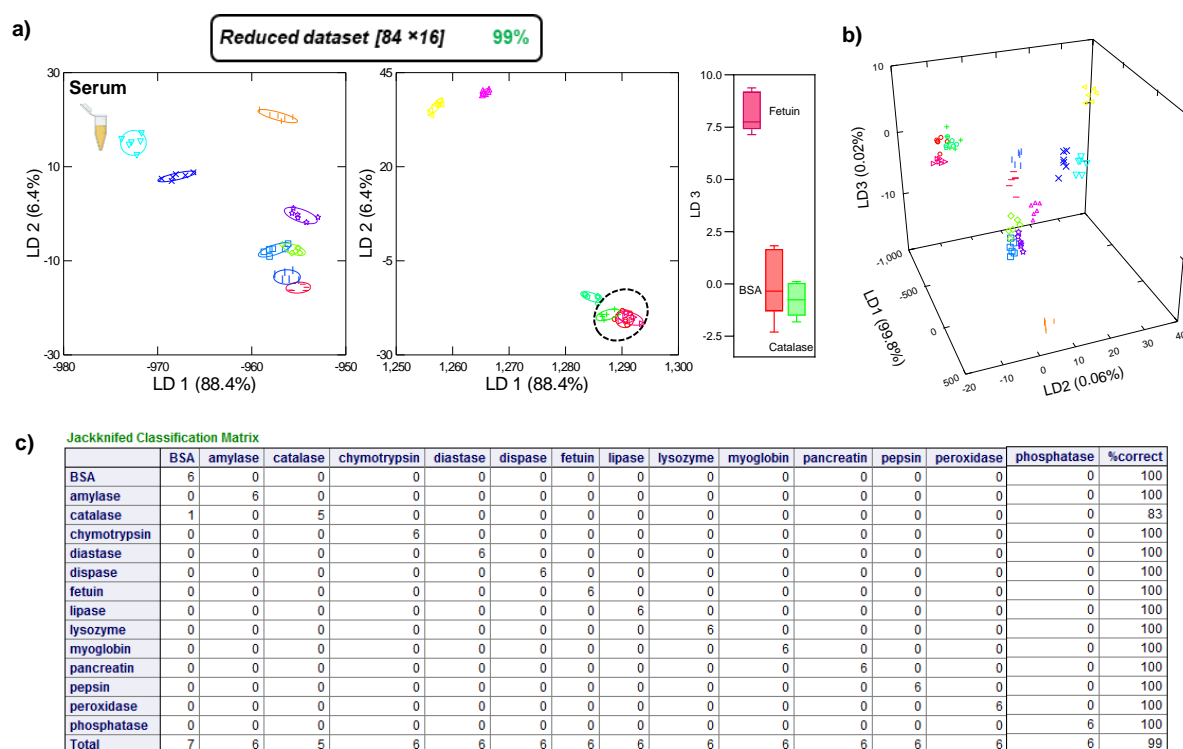 a)
Reduced dataset [84 ×16] 99%
b)
Serum
30
10
-10
-30
LD 2 (6.4%)
-980 -970 -960 -950
LD 1 (88.4%)
45
20
-5
-30
LD 2 (6.4%)
1,250 1,260 1,270 1,280 1,290 1,300
LD 1 (88.4%)
10.0
7.5
5.0
2.5
0.0
-2.5
LD 3
Fetuin
BSA
Catalase
10
0
-10
LD3 (0.02%)
-1,000
-500
0
500
LD1 (99.8%)
-20 -10 0 10 20 30 40
LD2 (0.06%)
c)
Jackknifed Classification Matrix
BSA amylase catalase chymotrypsin diastase dispase fetuin lipase lysozyme myoglobin pancreatin pepsin peroxidase phosphatase %correct
BSA 6 0 0 0 0 0 0 0 0 0 0 0 0 0 100
amylase 0 6 0 0 0 0 0 0 0 0 0 0 0 0 100
catalase 1 0 5 0 0 0 0 0 0 0 0 0 0 0 83
chymotrypsin 0 0 0 6 0 0 0 0 0 0 0 0 0 0 100
diastase 0 0 0 0 6 0 0 0 0 0 0 0 0 0 100
dispase 0 0 0 0 0 6 0 0 0 0 0 0 0 0 100
fetuin 0 0 0 0 0 0 6 0 0 0 0 0 0 0 100
lipase 0 0 0 0 0 0 0 6 0 0 0 0 0 0 100
lysozyme 0 0 0 0 0 0 0 0 6 0 0 0 0 0 100
myoglobin 0 0 0 0 0 0 0 0 0 6 0 0 0 0 100
pancreatin 0 0 0 0 0 0 0 0 0 0 6 0 0 0 100
pepsin 0 0 0 0 0 0 0 0 0 0 0 6 0 0 100
peroxidase 0 0 0 0 0 0 0 0 0 0 0 0 6 0 100
phosphatase 0 0 0 0 0 0 0 0 0 0 0 0 0 6 100
Total 7 6 5 6 6 6 6 6 6 6 6 6 6 6 99